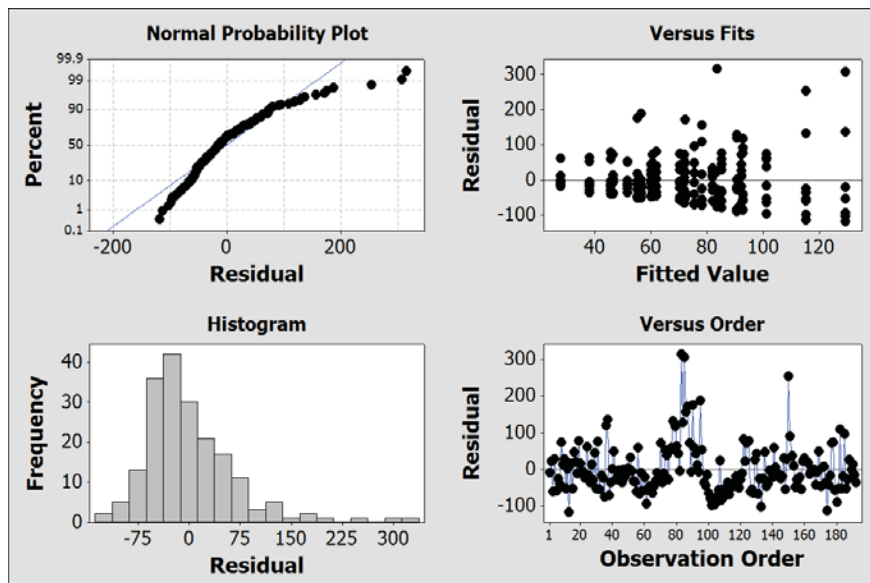 Normal Probability Plot
99.9
99
90
50
10
1
0.1
Percent
-200 0 200
Residual
Versus Fits
300
200
100
0
-100
Residual
40 60 80 100 120
Fitted Value
Histogram
40
30
20
10
0
Frequency
-75 0 75 150 225 300
Residual
Versus Order
300
200
100
0
-100
Residual
1 20 40 60 80 100 120 140 160 180
Observation Order